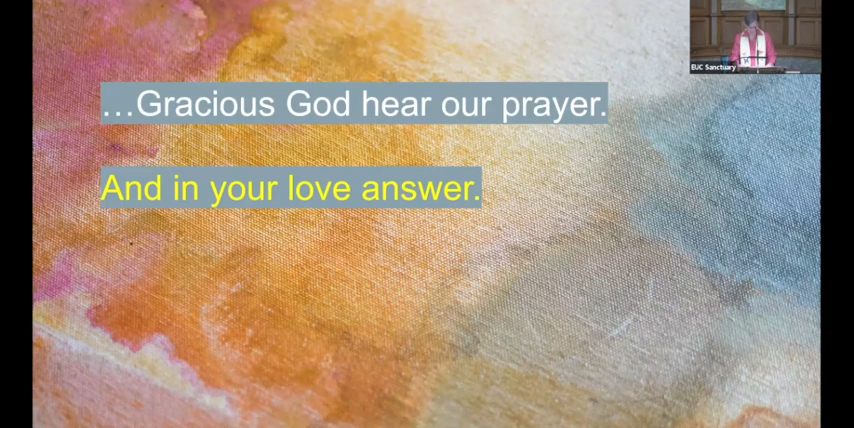 …Gracious God hear our prayer.
And in your love answer.
EUC Sanctuary